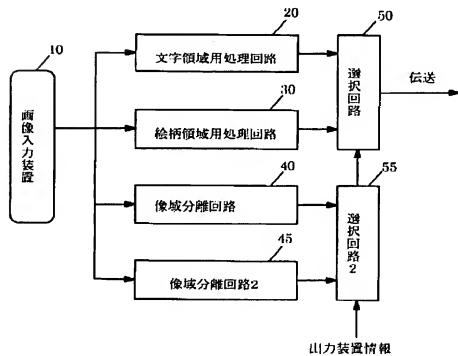 10
画像入力装置
20
文字領域用処理回路
30
絵柄領域用処理回路
40
像域分離回路
45
像域分離回路2
50
選択回路
伝送
55
選択回路2
出力装置情報